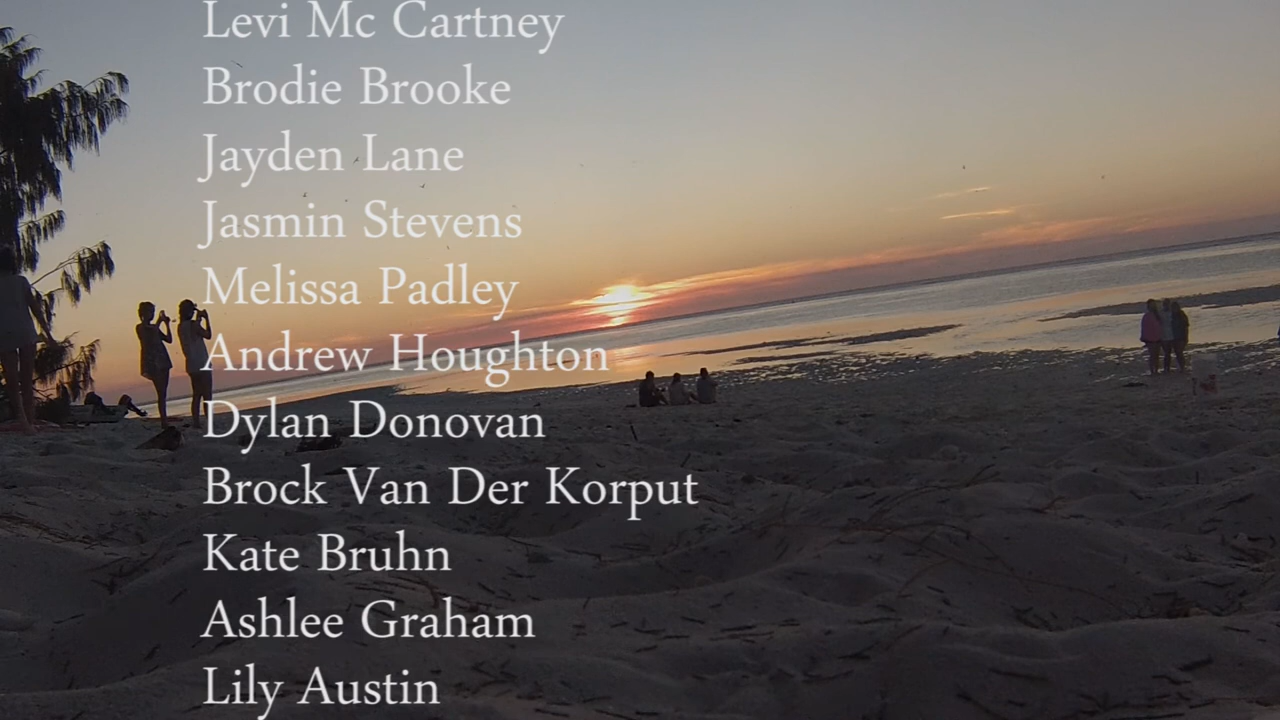 Levi Mc Cartney
Brodie Brooke
Jayden Lane
Jasmin Stevens
Melissa Padley
Andrew Houghton
Dylan Donovan
Brock Van Der Korput
Kate Bruhn
Ashlee Graham
Lily Austin